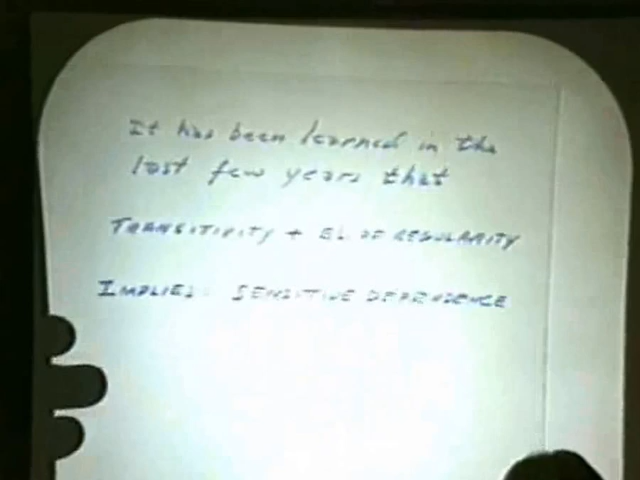 It has been learned in the
last few years that
TRANSITIVITY + EL OF REGULARITY
IMPLIES SENSITIVE DEPENDENCE